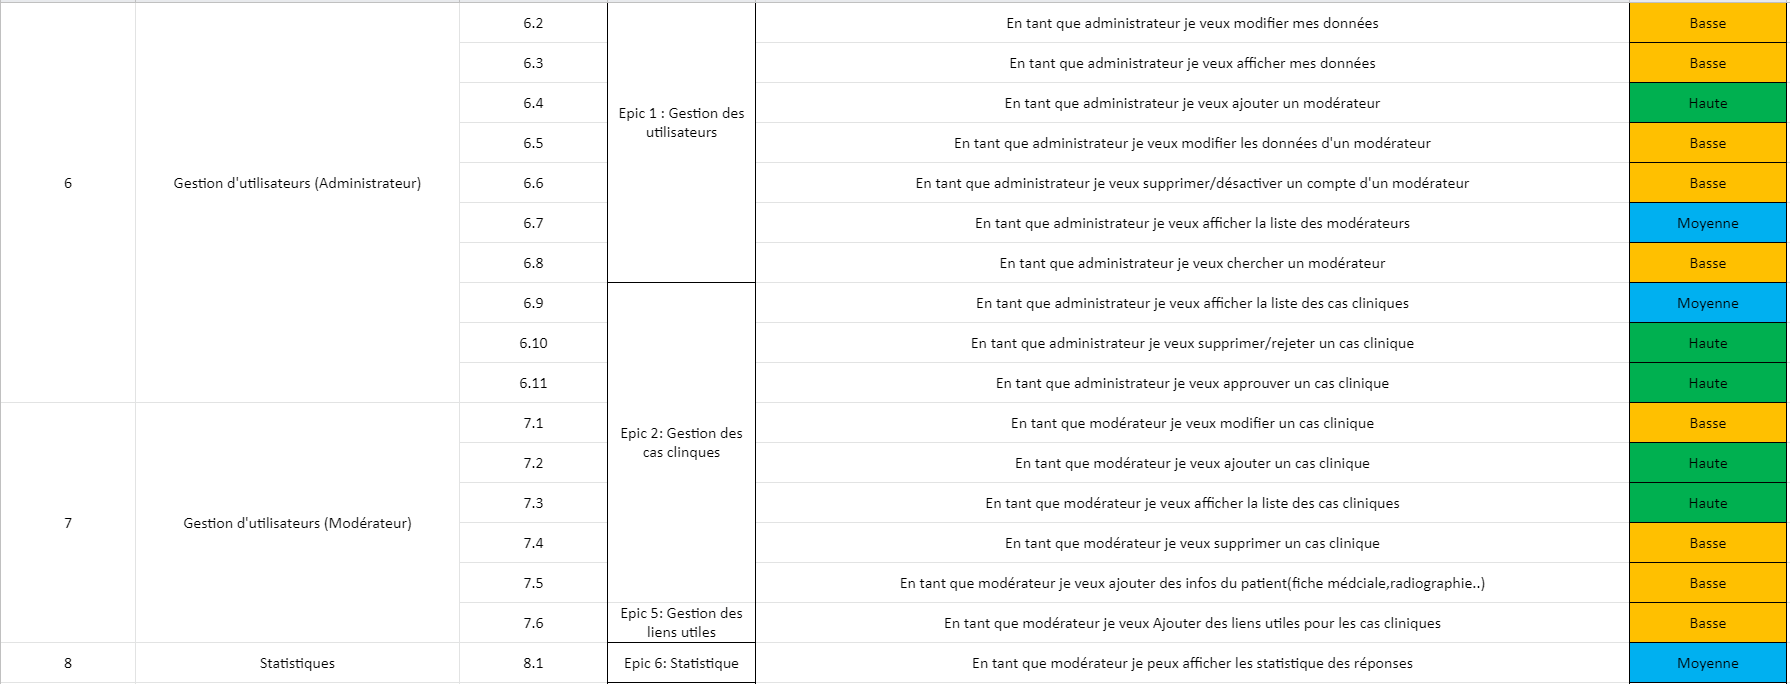 6.2 En tant que administrateur je veux modifier mes données Basse
6.3 En tant que administrateur je veux afficher mes données Basse
6.4 En tant que administrateur je veux ajouter un modérateur Haute
Epic 1 : Gestion des
utilisateurs
6.5 En tant que administrateur je veux modifier les données d'un modérateur Basse
6 Gestion d'utilisateurs (Administrateur) 6.6 En tant que administrateur je veux supprimer/désactiver un compte d'un modérateur Basse
6.7 En tant que administrateur je veux afficher la liste des modérateurs Moyenne
6.8 En tant que administrateur je veux chercher un modérateur Basse
6.9 En tant que administrateur je veux afficher la liste des cas cliniques Moyenne
6.10 En tant que administrateur je veux supprimer/rejeter un cas clinique Haute
6.11 En tant que administrateur je veux approuver un cas clinique Haute
7.1 En tant que modérateur je veux modifier un cas clinique Basse
Epic 2: Gestion des
cas clinques
7.2 En tant que modérateur je veux ajouter un cas clinique Haute
7.3 En tant que modérateur je veux afficher la liste des cas cliniques Haute
7 Gestion d'utilisateurs (Modérateur)
7.4 En tant que modérateur je veux supprimer un cas clinique Basse
7.5 En tant que modérateur je veux ajouter des infos du patient(fiche médciale,radiographie..) Basse
Epic 5: Gestion des
liens utiles
7.6 En tant que modérateur je veux Ajouter des liens utiles pour les cas cliniques Basse
8 Statistiques 8.1 Epic 6: Statistique En tant que modérateur je peux afficher les statistique des réponses Moyenne